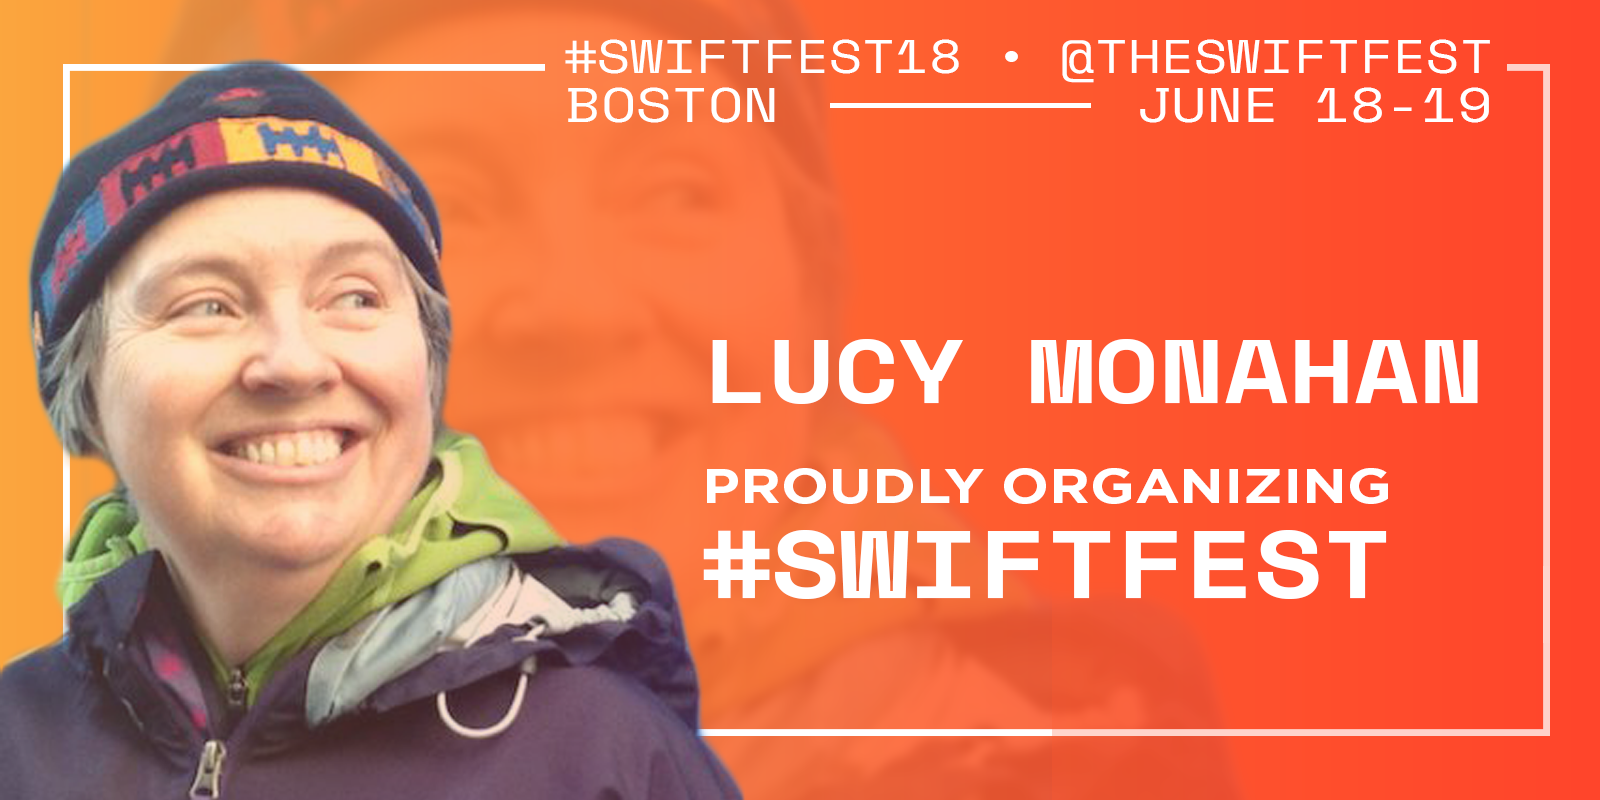 #SWIFTFEST18 • @THESWIFTFEST
BOSTON JUNE 18-19
LUCY MONAHAN
PROUDLY ORGANIZING
#SWIFTFEST